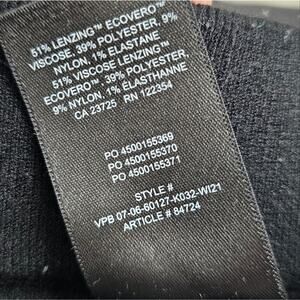 51% LENZING™ ECOVERO™
VISCOSE, 39% POLYESTER, 9%
NYLON, 1% ELASTANE
51% VISCOSE LENZING™
ECOVERO™, 39% POLYESTER,
9% NYLON, 1% ELASTHANNE
CA 23725 RN 122354
PO 4500155369
PO 4500155370
PO 4500155371
STYLE #
VPB 07-06-60127-K032-WI21
ARTICLE # 84724